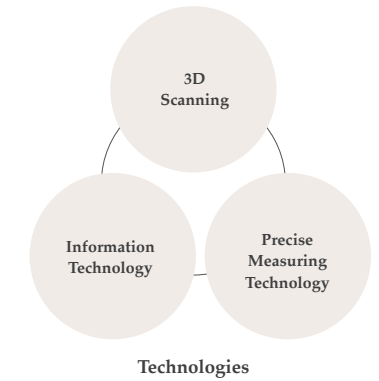 3D
Scanning
Information
Technology
Precise
Measuring
Technology
Technologies